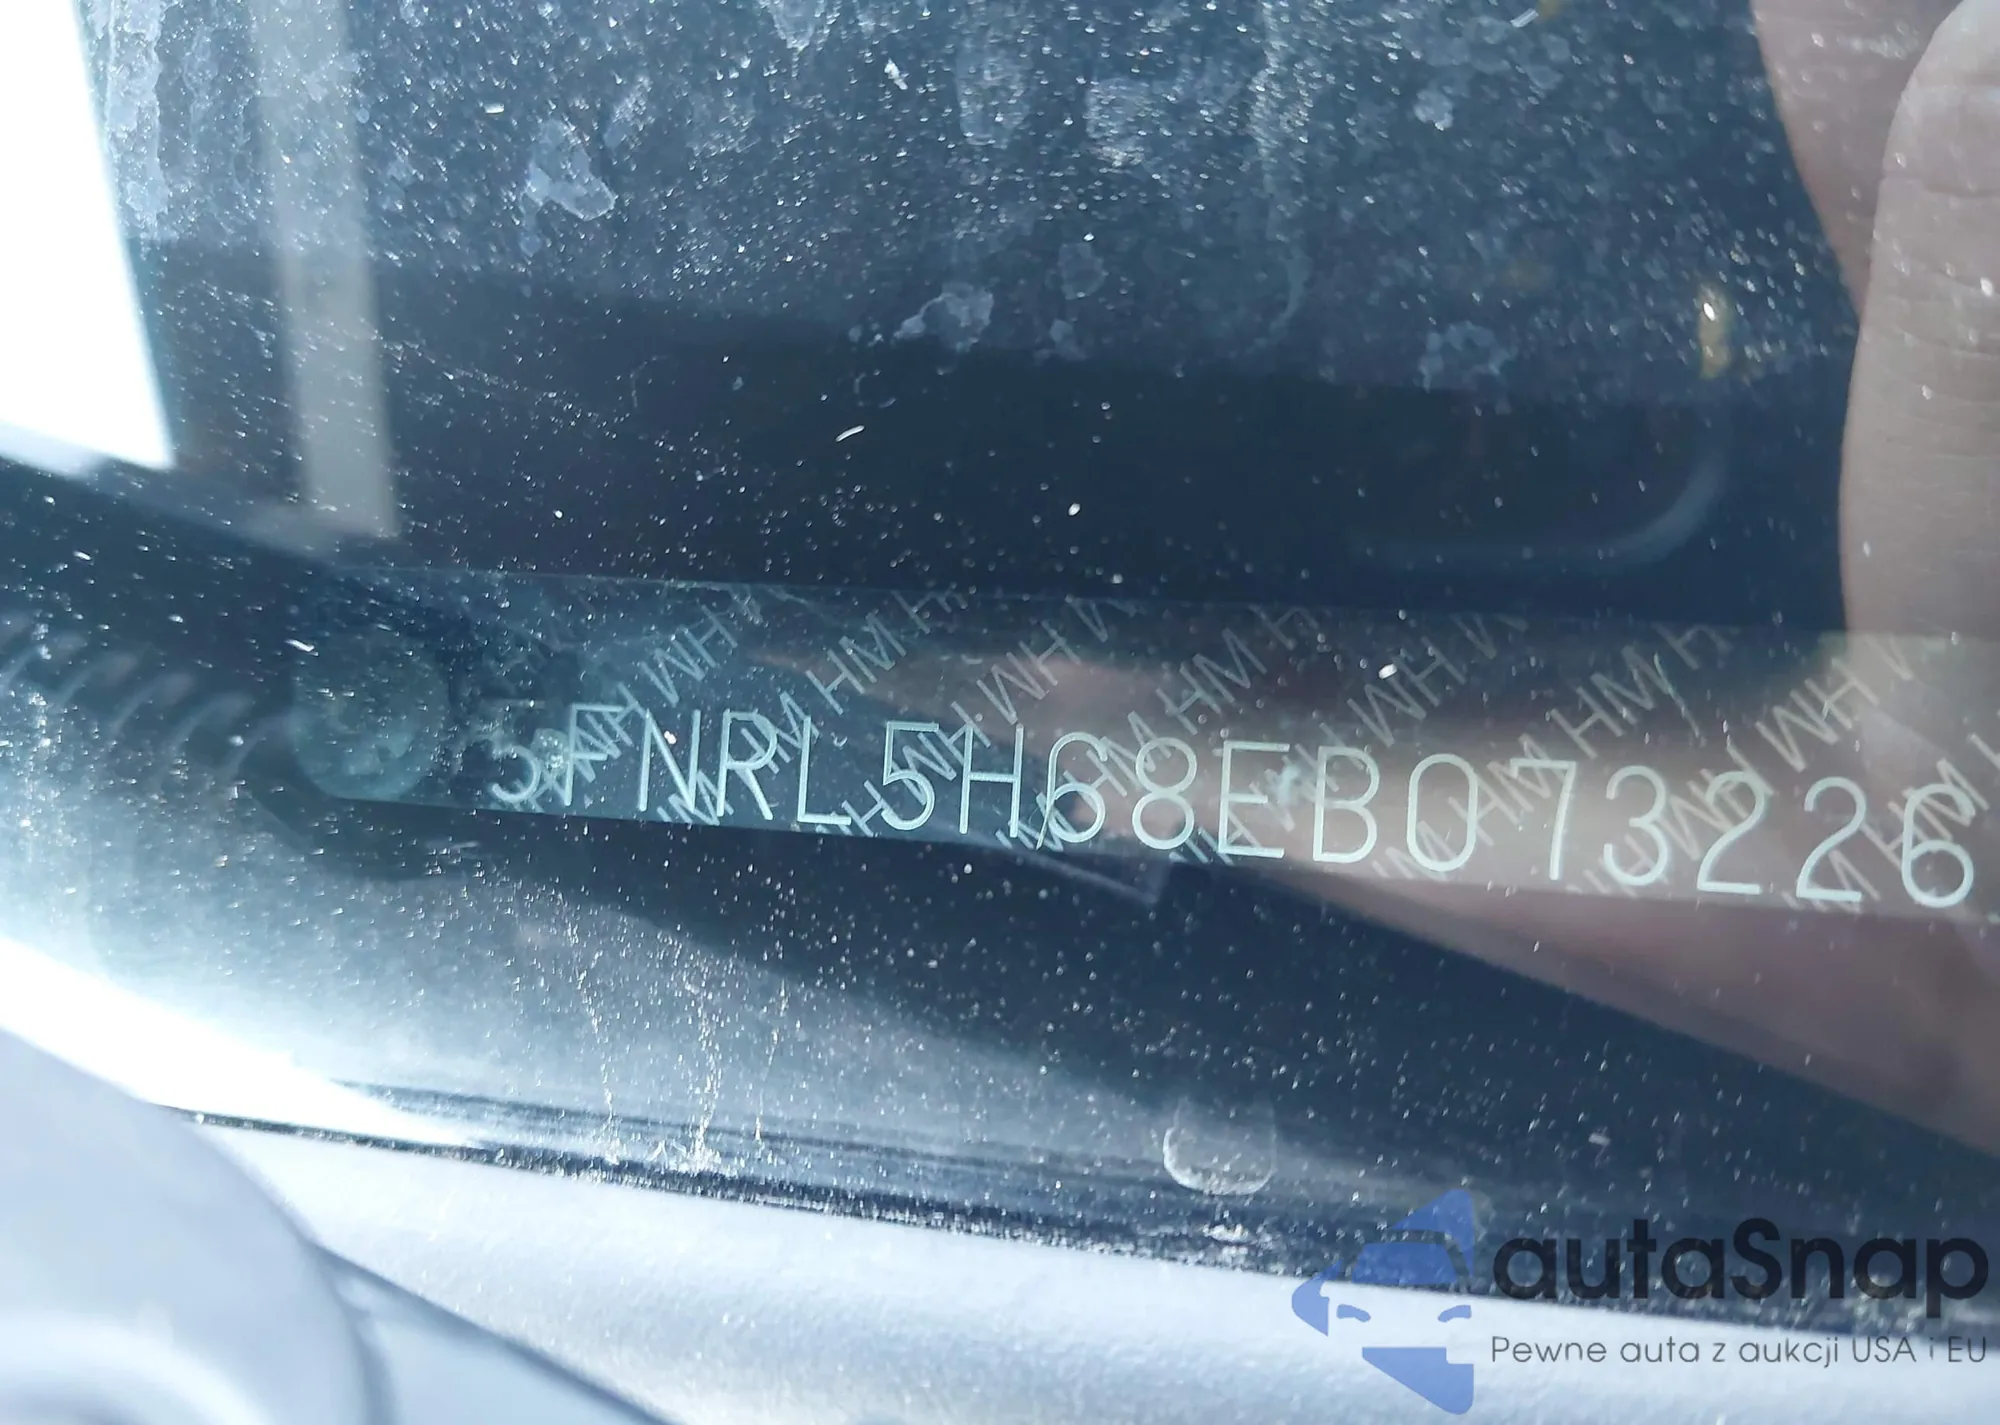 5FNRL5H68EB073226
autaSnap
Pewne auta z aukcji USA i EU